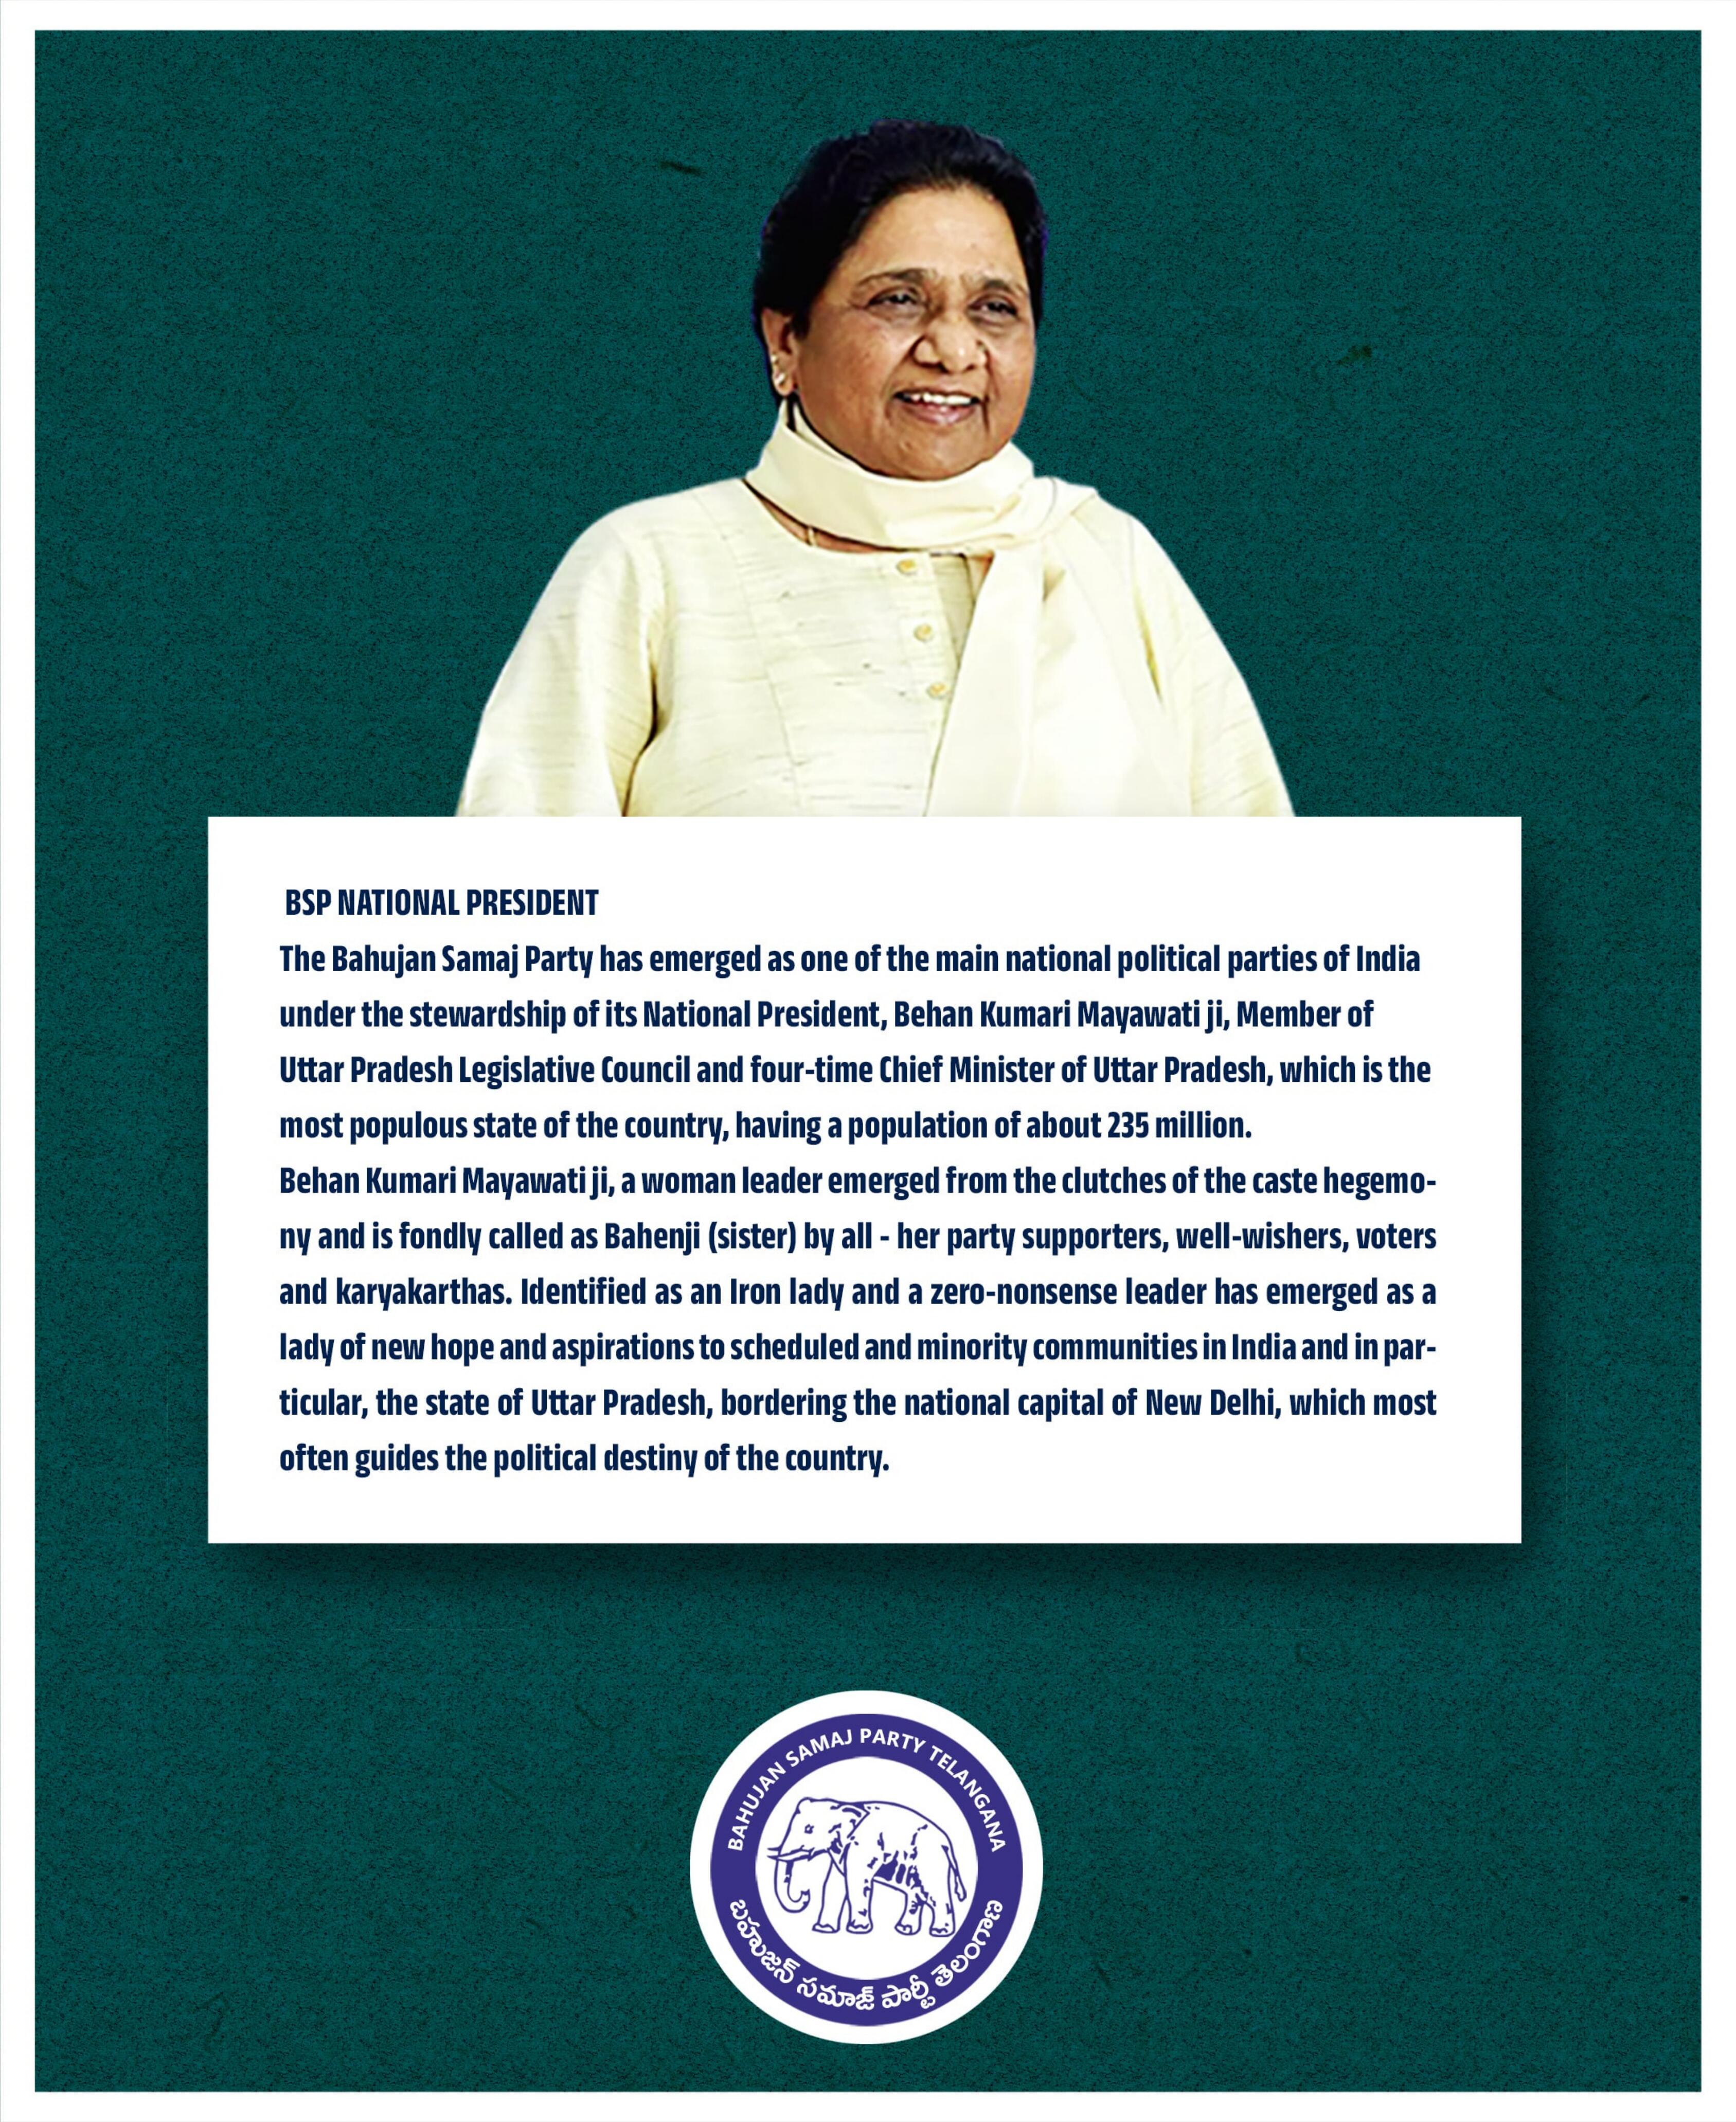 BSP NATIONAL PRESIDENT
The Bahujan Samaj Party has emerged as one of the main national political parties of India
under the stewardship of its National President, Behan Kumari Mayawati ji, Member of
Uttar Pradesh Legislative Council and four-time Chief Minister of Uttar Pradesh, which is the
most populous state of the country, having a population of about 235 million.
Behan Kumari Mayawati ji, a woman leader emerged from the clutches of the caste hegemo-
ny and is fondly called as Bahenji (sister) by all - her party supporters, well-wishers, voters
and karyakarthas. Identified as an Iron lady and a zero-nonsense leader has emerged as a
lady of new hope and aspirations to scheduled and minority communities in India and in par-
ticular, the state of Uttar Pradesh, bordering the national capital of New Delhi, which most
often guides the political destiny of the country.
BAHUJAN SAMAJ PARTY TELANGANA
బహుజన్ సమాజ్ పార్టీ తెలంగాణ